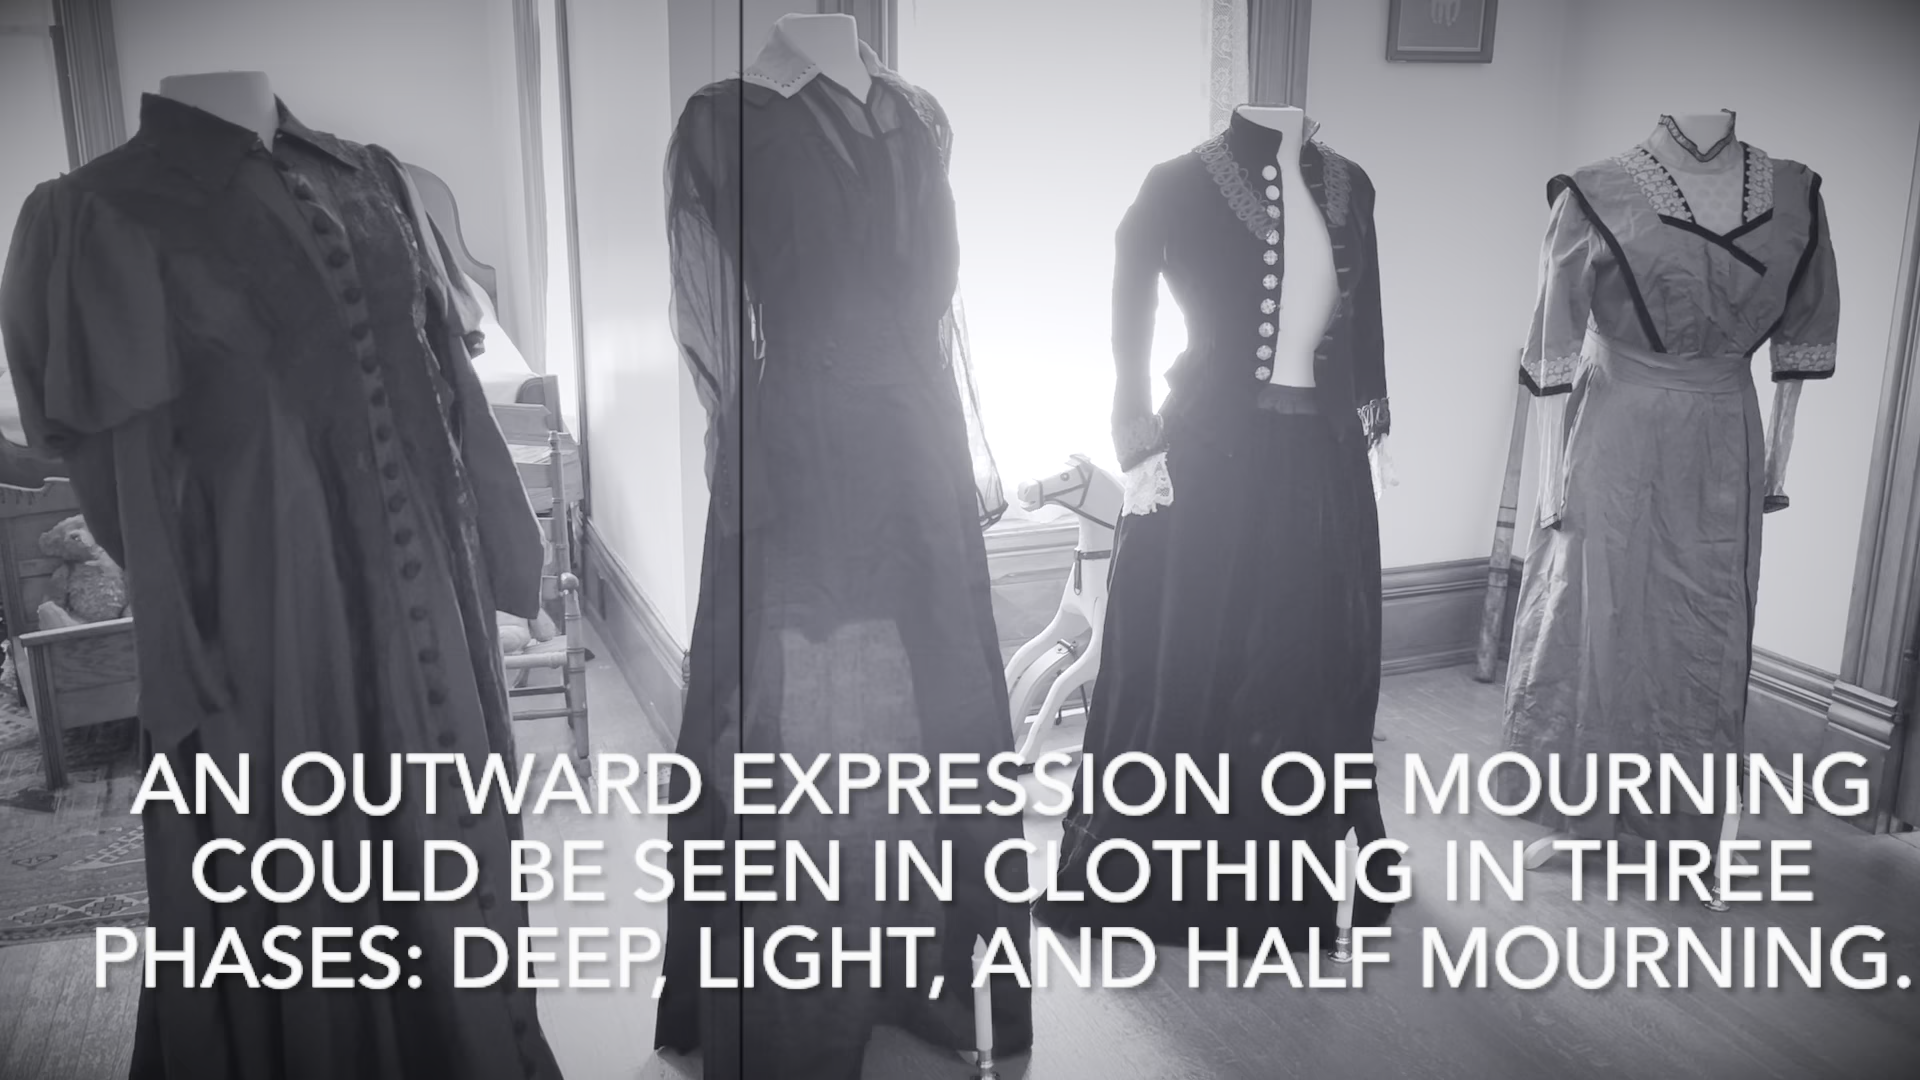 AN OUTWARD EXPRESSION OF MOURNING
COULD BE SEEN IN CLOTHING IN THREE
PHASES: DEEP, LIGHT, AND HALF MOURNING.